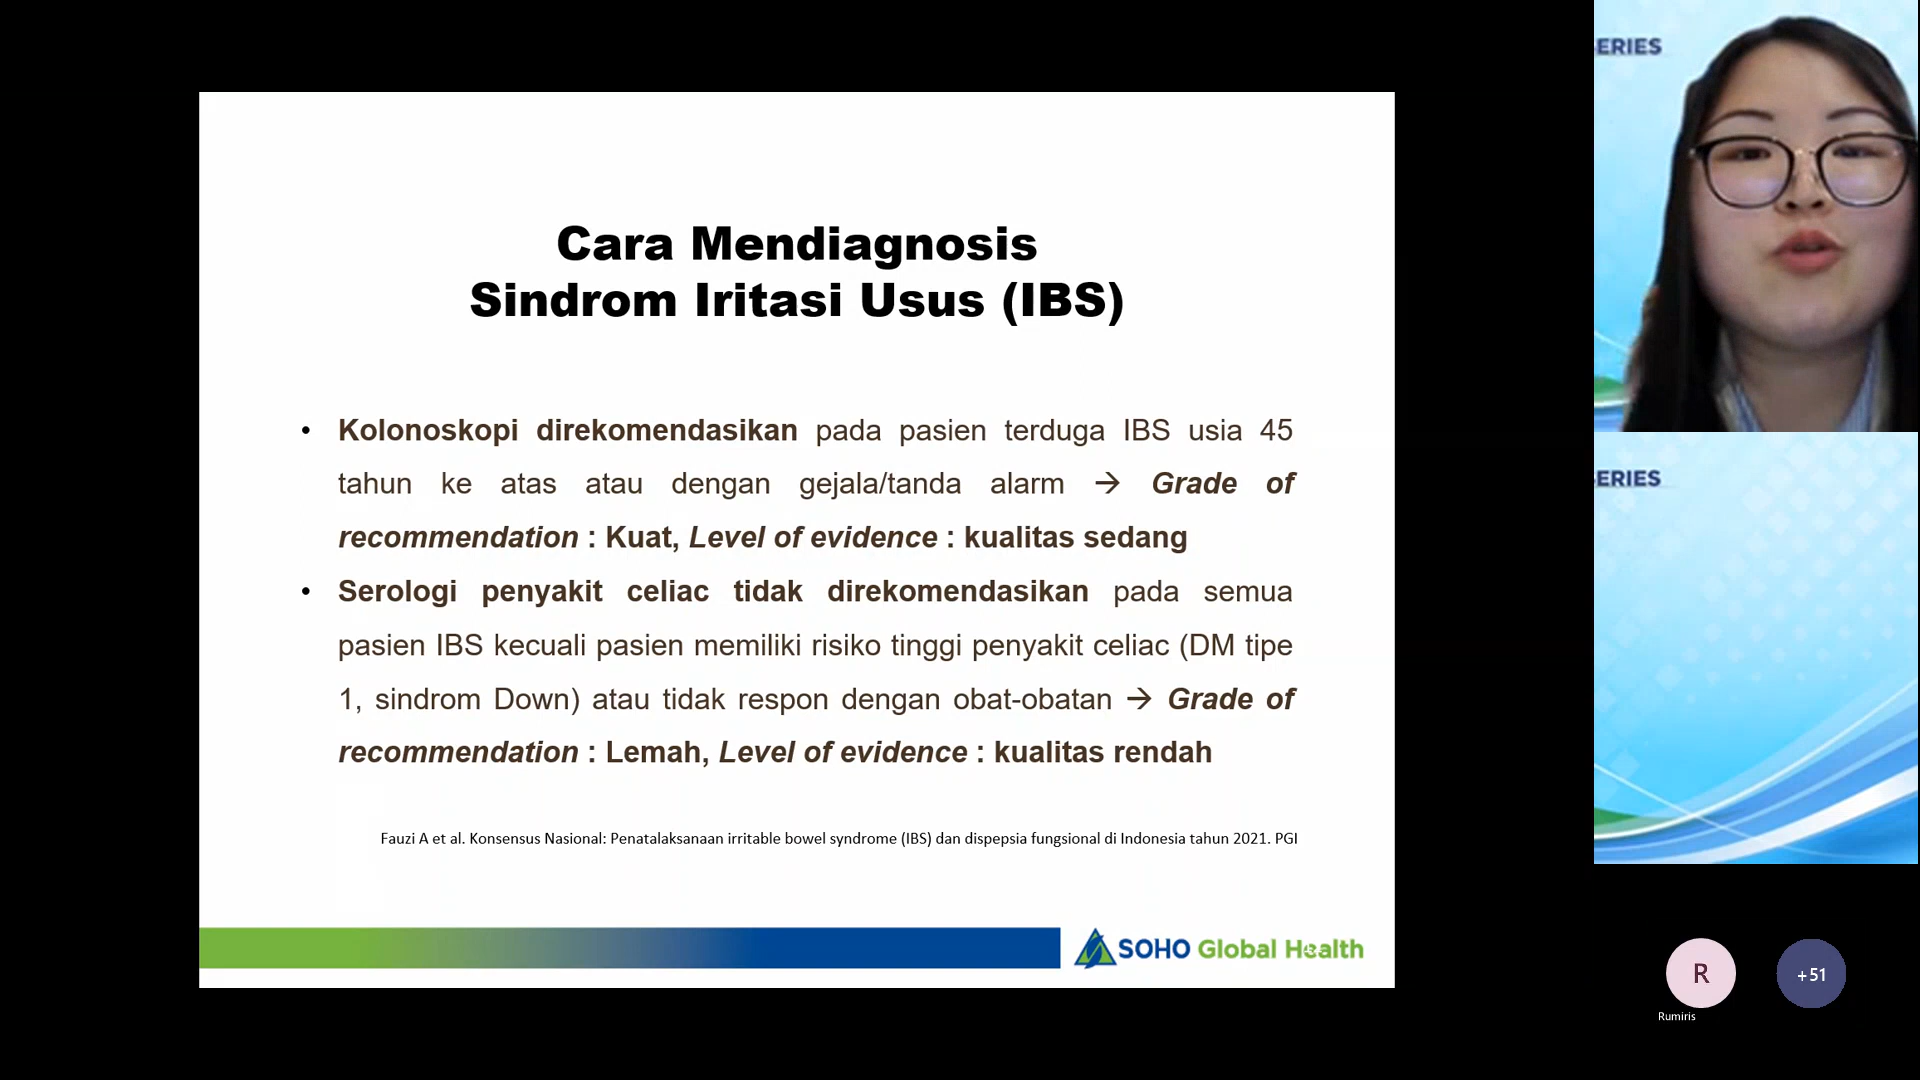 Cara Mendiagnosis
Sindrom Iritasi Usus (IBS)
• Kolonoskopi direkomendasikan pada pasien terduga IBS usia 45
tahun ke atas atau dengan gejala/tanda alarm → Grade of
recommendation : Kuat, Level of evidence : kualitas sedang
• Serologi penyakit celiac tidak direkomendasikan pada semua
pasien IBS kecuali pasien memiliki risiko tinggi penyakit celiac (DM tipe
1, sindrom Down) atau tidak respon dengan obat-obatan → Grade of
recommendation : Lemah, Level of evidence : kualitas rendah
Fauzi A et al. Konsensus Nasional: Penatalaksanaan irritable bowel syndrome (IBS) dan dispepsia fungsional di Indonesia tahun 2021. PGI
SOHO Global Health
ERIES
ERIES
R
+51
Rumiris